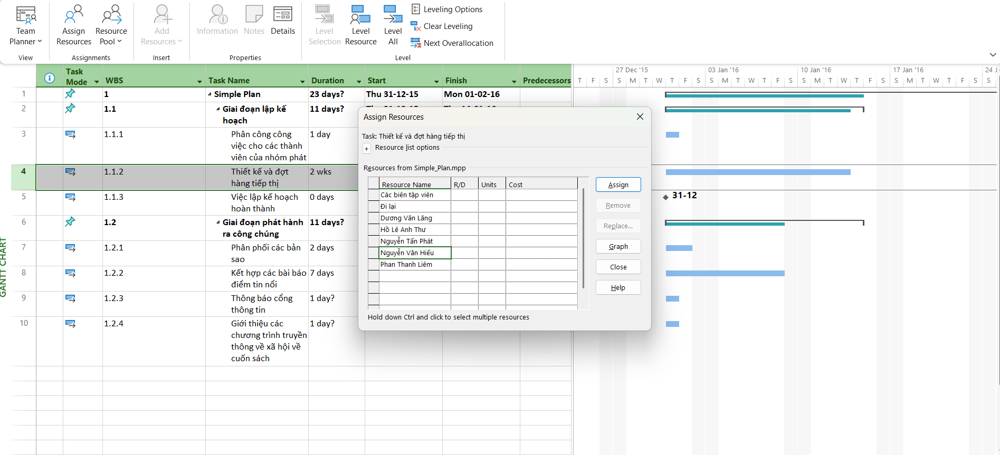 Team
Planner
Assign
Resources
Resource
Pool
Add
Resources
Information
Notes
Details
Level
Selection
Level
Resource
Level
All
Leveling Options
Clear Leveling
Next Overallocation
View
Assignments
Insert
Properties
Level
Task
Mode
WBS
Task Name
Duration
Start
Finish
Predecessors
27 Dec '15
03 Jan '16
10 Jan '16
17 Jan '16
24 J
T F S S M T W T F S S M T W T F S S M T W T F S S M T W T F S S
1 1 Simple Plan 23 days? Thu 31-12-15 Mon 01-02-16
2 1.1 Giai đoạn lập kế 11 days?
hoạch
3 1.1.1 Phân công công 1 day
việc cho các thành
viên của nhóm phát
4 1.1.2 Thiết kế và đợt 2 wks
hàng tiếp thị
5 1.1.3 Việc lập kế hoạch 0 days
hoàn thành
31-12
6 1.2 Giai đoạn phát hành 11 days?
ra công chúng
7 1.2.1 Phân phối các bản 2 days
sao
8 1.2.2 Kết hợp các bài báo 7 days
điểm tin nổi
9 1.2.3 Thông báo cổng 1 day?
thông tin
10 1.2.4 Giới thiệu các 1 day?
chương trình truyền
thông về xã hội về
cuốn sách
GANTT CHART
Assign Resources
Task: Thiết kế và đợt hàng tiếp thị
+ Resource list options
Resources from Simple_Plan.mpp
Resource Name R/D Units Cost
Các biên tập viên
Đi lại
Dương Văn Lăng
Hồ Lê Anh Thư
Nguyễn Tấn Phát
Nguyễn Văn Hiếu
Phan Thanh Liêm
Assign
Remove
Replace...
Graph
Close
Help
Hold down Ctrl and click to select multiple resources